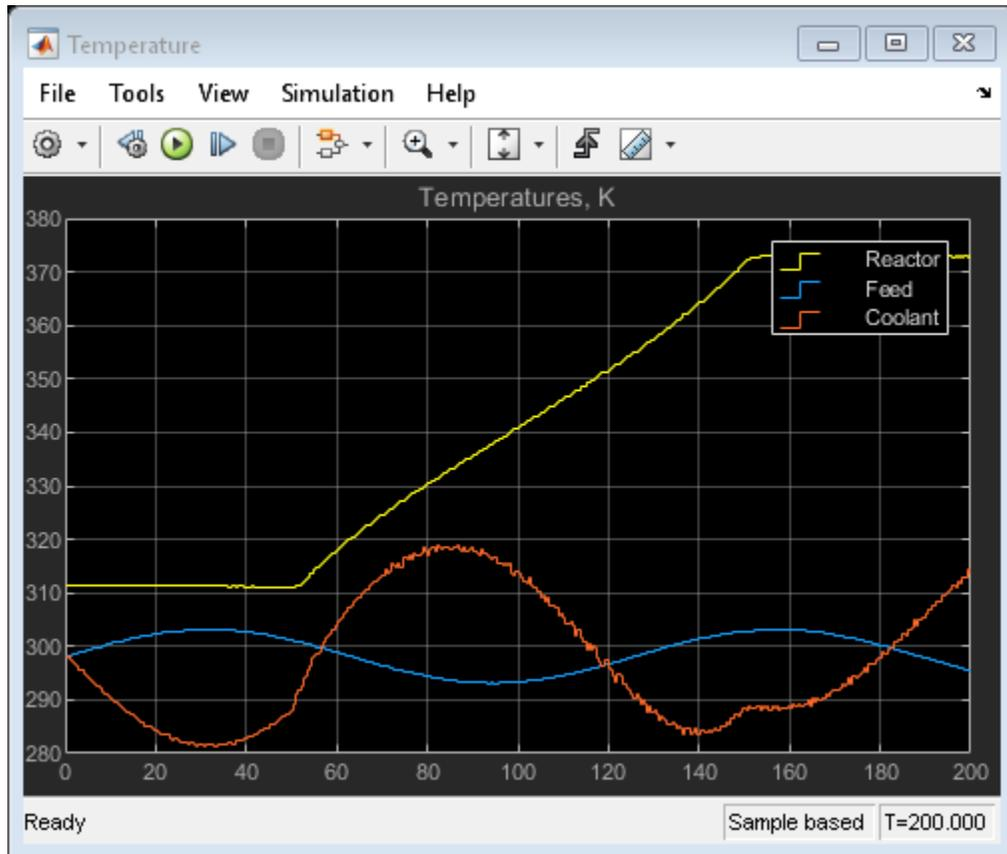 Temperature
File Tools View Simulation Help
Temperatures, K
380
370
360
350
340
330
320
310
300
290
280
Reactor
Feed
Coolant
0 20 40 60 80 100 120 140 160 180 200
Ready Sample based T=200.000